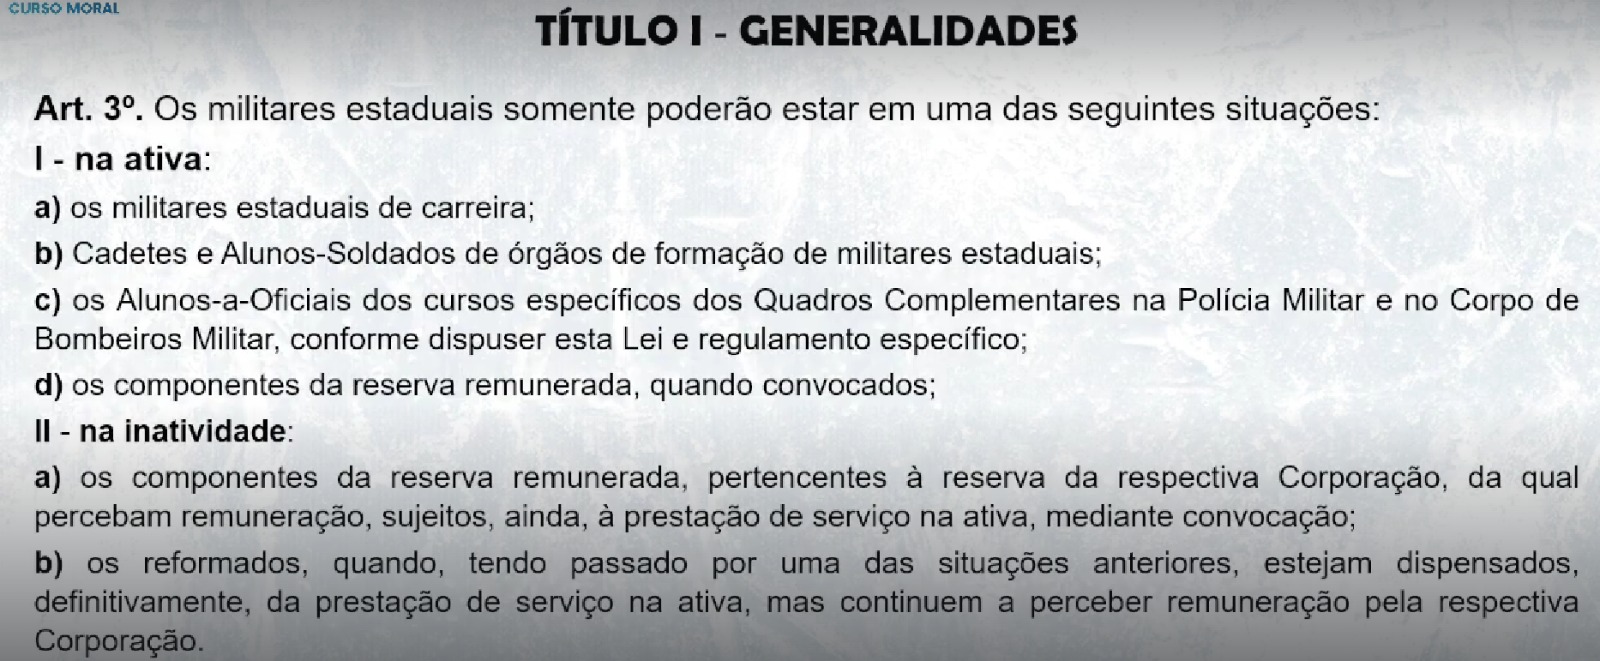 CURSO MORAL
TÍTULO I - GENERALIDADES
Art. 3º. Os militares estaduais somente poderão estar em uma das seguintes situações:
I - na ativa:
a) os militares estaduais de carreira;
b) Cadetes e Alunos-Soldados de órgãos de formação de militares estaduais;
c) os Alunos-a-Oficiais dos cursos específicos dos Quadros Complementares na Polícia Militar e no Corpo de
Bombeiros Militar, conforme dispuser esta Lei e regulamento específico;
d) os componentes da reserva remunerada, quando convocados;
II - na inatividade:
a) os componentes da reserva remunerada, pertencentes à reserva da respectiva Corporação, da qual
percebam remuneração, sujeitos, ainda, à prestação de serviço na ativa, mediante convocação;
b) os reformados, quando, tendo passado por uma das situações anteriores, estejam dispensados,
definitivamente, da prestação de serviço na ativa, mas continuem a perceber remuneração pela respectiva
Corporação.